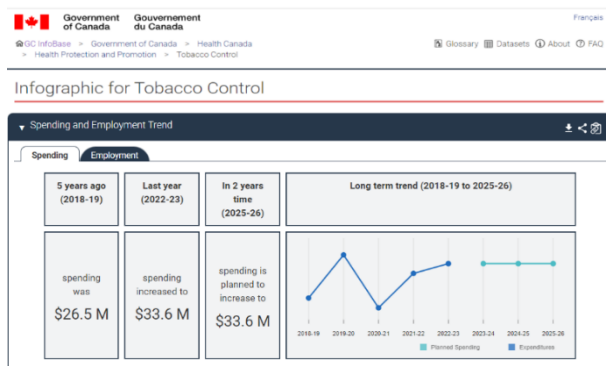 Government of Canada
Gouvernement du Canada
Français
GC InfoBase > Government of Canada > Health Canada
> Health Protection and Promotion > Tobacco Control
Glossary Datasets About FAQ
Infographic for Tobacco Control
Spending and Employment Trend
Spending Employment
5 years ago
(2018-19)
Last year
(2022-23)
In 2 years
time
(2025-26)
Long term trend (2018-19 to 2025-26)
spending
was
$26.5 M
spending
increased to
$33.6 M
spending is
planned to
increase to
$33.6 M
2018-19 2019-20 2020-21 2021-22 2022-23 2023-24 2024-25 2025-26
Planned Spending Expenditures